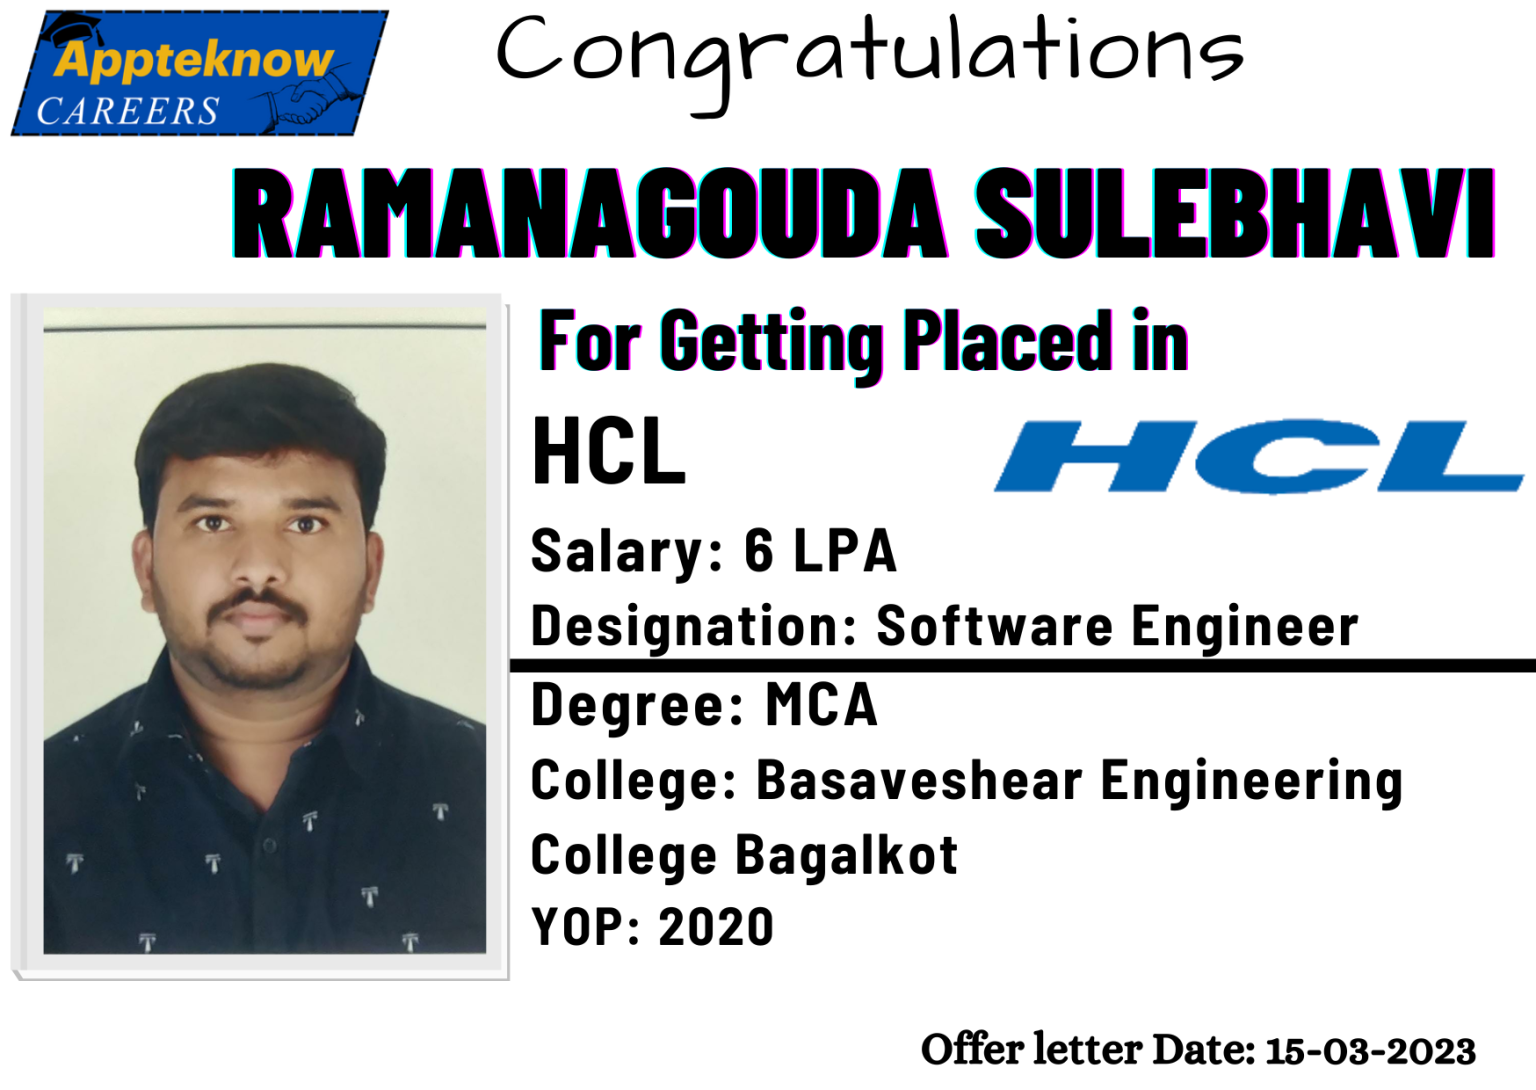 Appteknow
CAREERS
Congratulations
RAMANAGOUDA SULEBHAVI
For Getting Placed in
HCL
HCL
Salary: 6 LPA
Designation: Software Engineer
Degree: MCA
College: Basaveshear Engineering
College Bagalkot
YOP: 2020
Offer letter Date: 15-03-2023